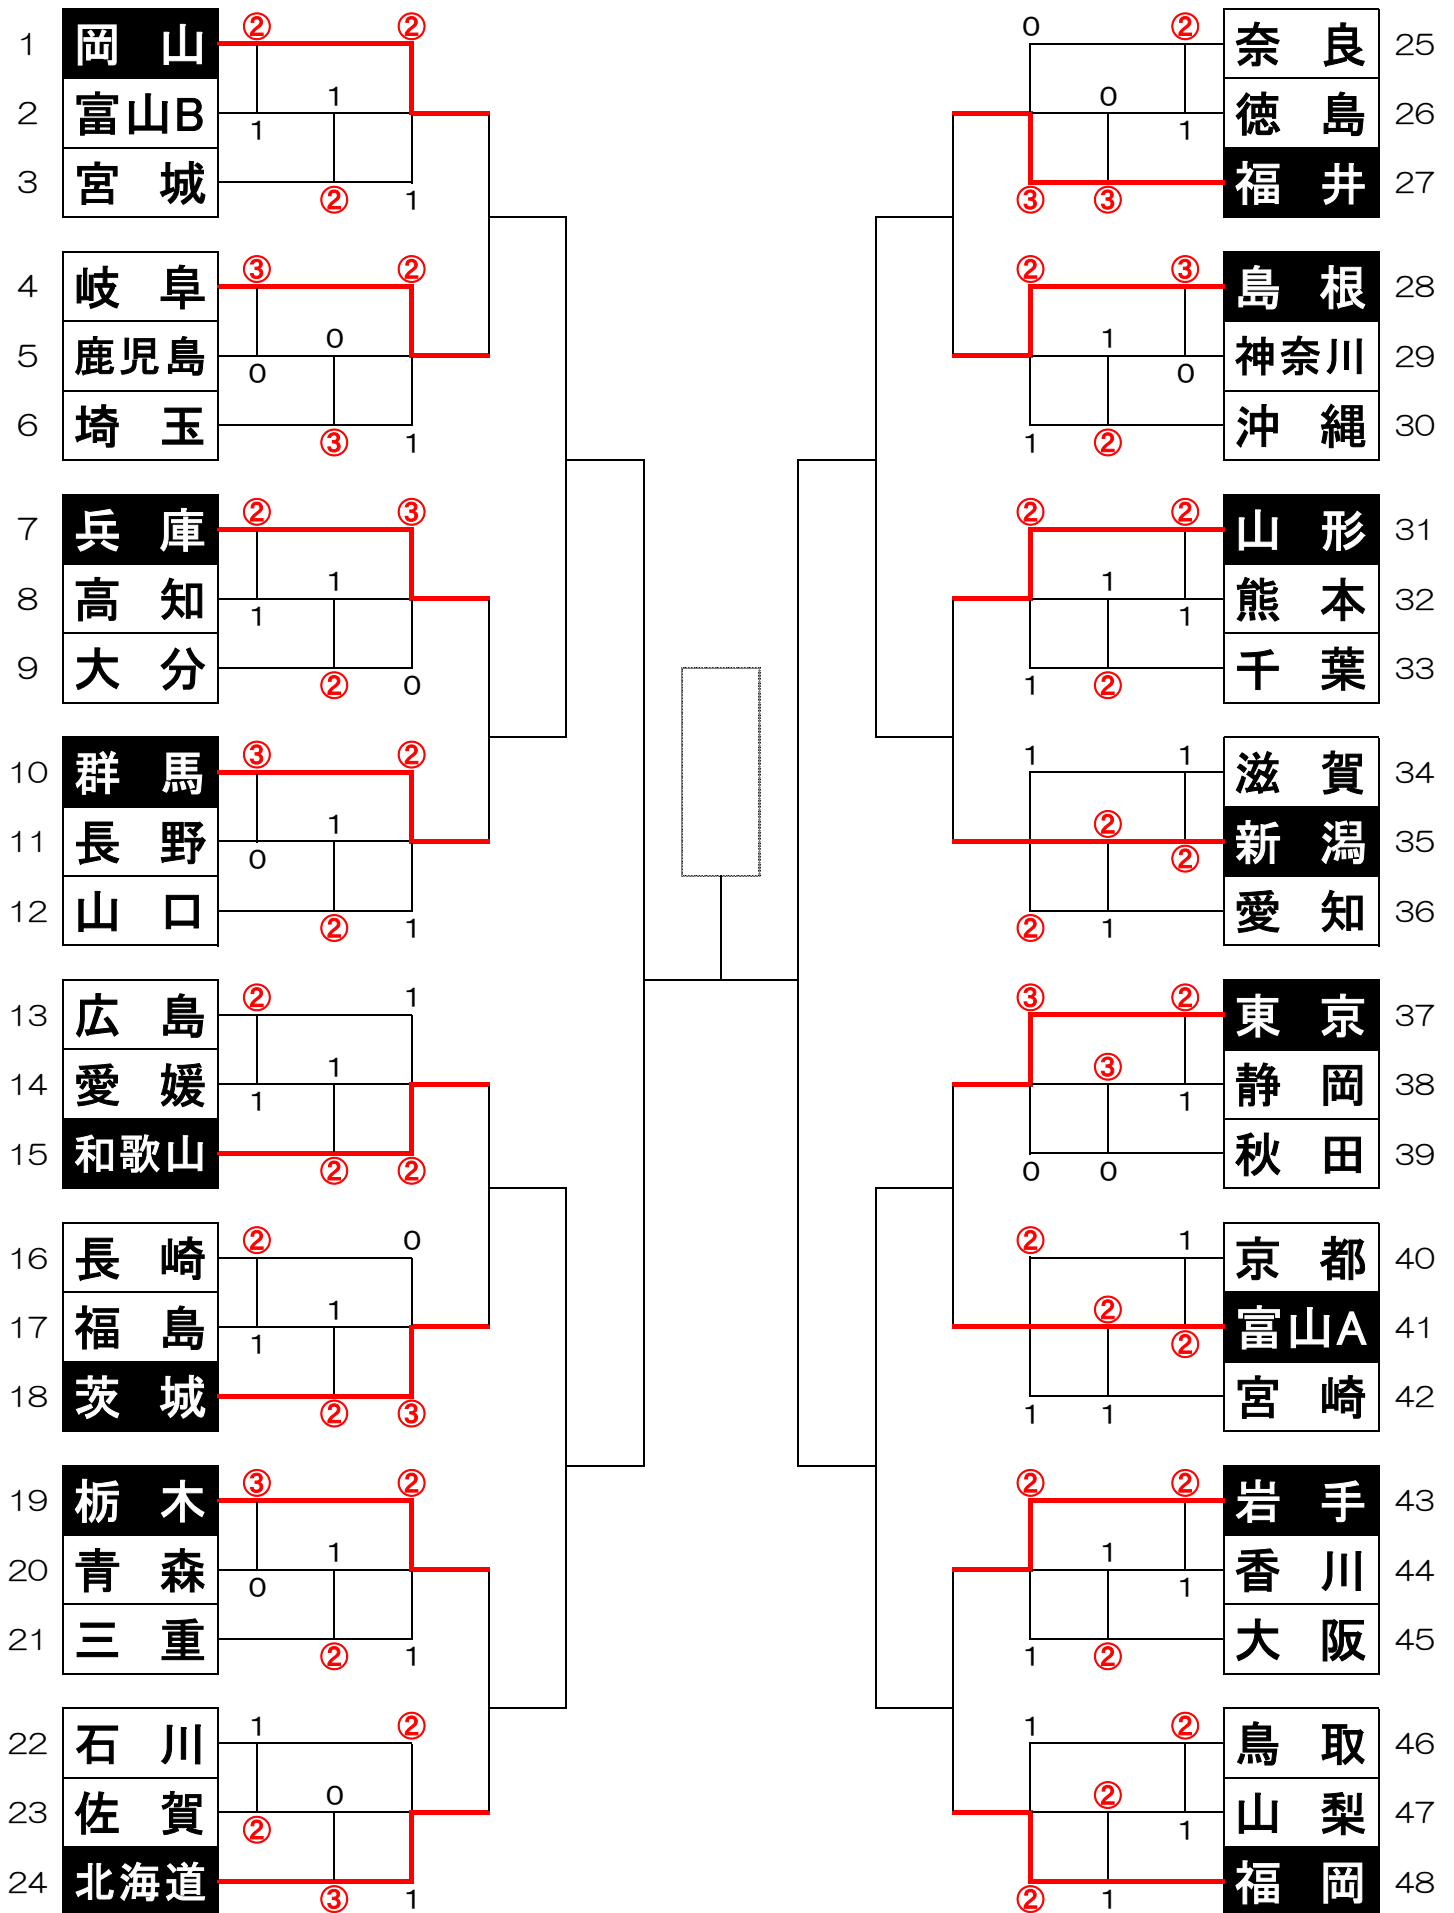 1 岡山 ② ②
2 富山B 1 1
3 宮城 ② 1
4 岐阜 ③ ②
5 鹿児島 0 0
6 埼玉 ③ 1
7 兵庫 ② ③
8 高知 1 1
9 大分 ② 0
10 群馬 ③ ②
11 長野 0 1
12 山口 ② 1
13 広島 ② 1
14 愛媛 1 1
15 和歌山 ② ②
16 長崎 ② 0
17 福島 1 1
18 茨城 ② ③
19 栃木 ③ ②
20 青森 0 1
21 三重 ② 1
22 石川 1 ②
23 佐賀 ② 0
24 北海道 ③ 1
0 ② 奈良 25
0 1 徳島 26
③ ③ 福井 27
② ③ 島根 28
1 0 神奈川 29
1 ② 沖縄 30
② ② 山形 31
1 1 熊本 32
1 ② 千葉 33
1 1 滋賀 34
② ② 新潟 35
② 1 愛知 36
③ ② 東京 37
③ 1 静岡 38
0 0 秋田 39
② 1 京都 40
② ② 富山A 41
1 1 宮崎 42
② ② 岩手 43
1 1 香川 44
1 ② 大阪 45
1 ② 鳥取 46
② 1 山梨 47
② 1 福岡 48